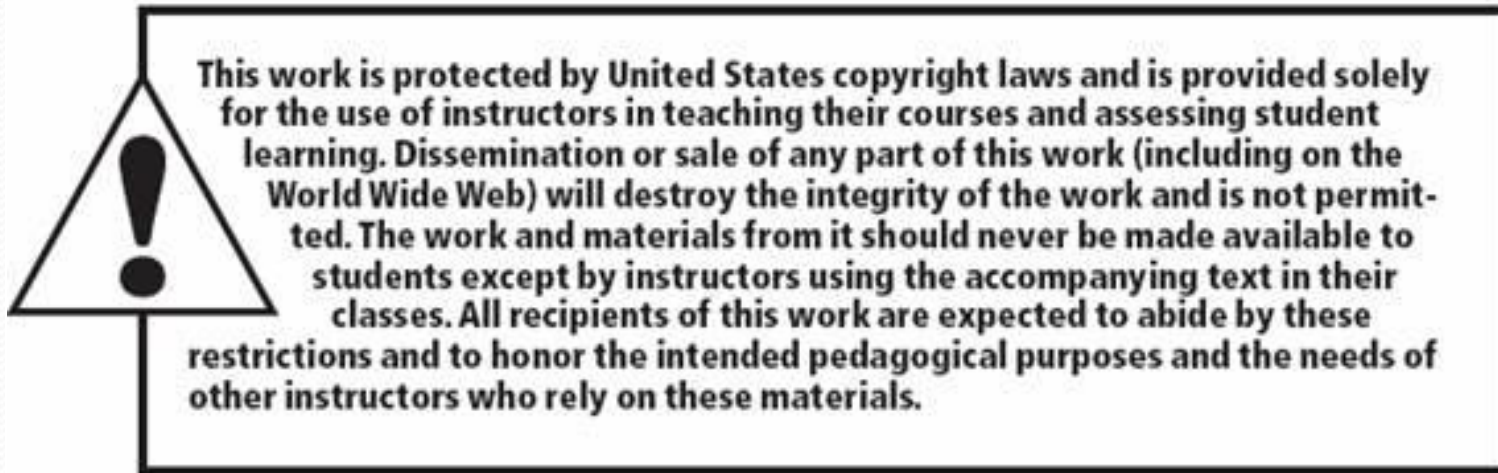 This work is protected by United States copyright laws and is provided solely
for the use of instructors in teaching their courses and assessing student
learning. Dissemination or sale of any part of this work (including on the
World Wide Web) will destroy the integrity of the work and is not permit-
ted. The work and materials from it should never be made available to
students except by instructors using the accompanying text in their
classes. All recipients of this work are expected to abide by these
restrictions and to honor the intended pedagogical purposes and the needs of
other instructors who rely on these materials.